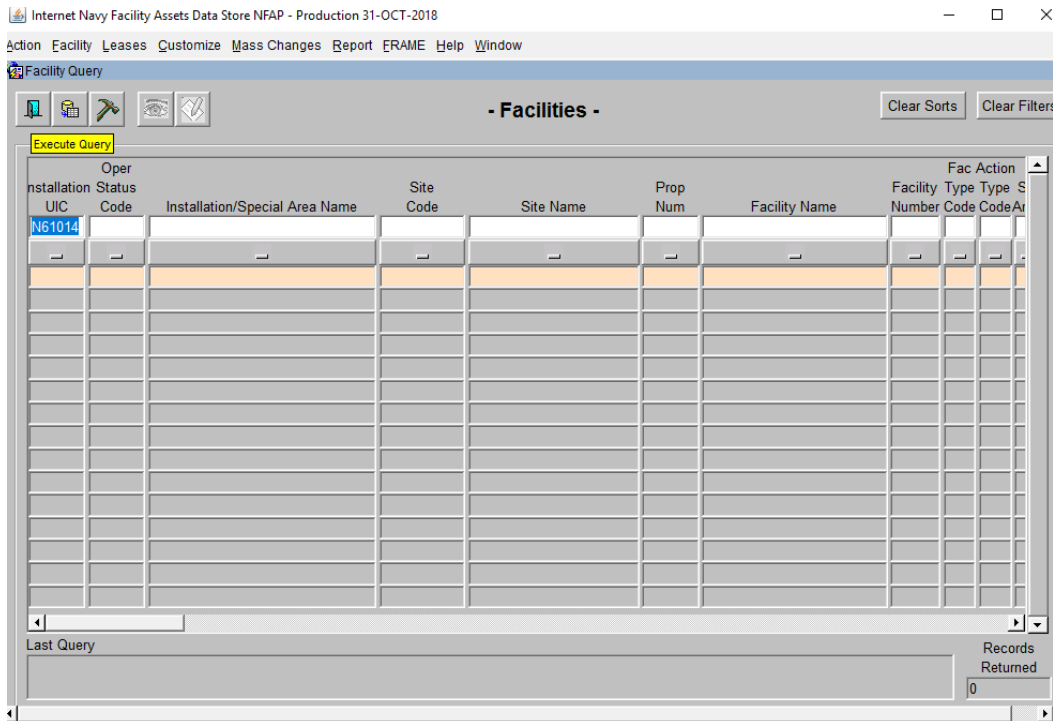 Internet Navy Facility Assets Data Store NFAP - Production 31-OCT-2018
Action Facility Leases Customize Mass Changes Report FRAME Help Window
Facility Query
- Facilities -
Clear Sorts
Clear Filters
Execute Query
Oper Fac Action
nstallation Status Site Prop Facility Type Type S
UIC Code Installation/Special Area Name Code Site Name Num Facility Name Number Code Code Ar
N61014
Last Query
Records
Returned
0